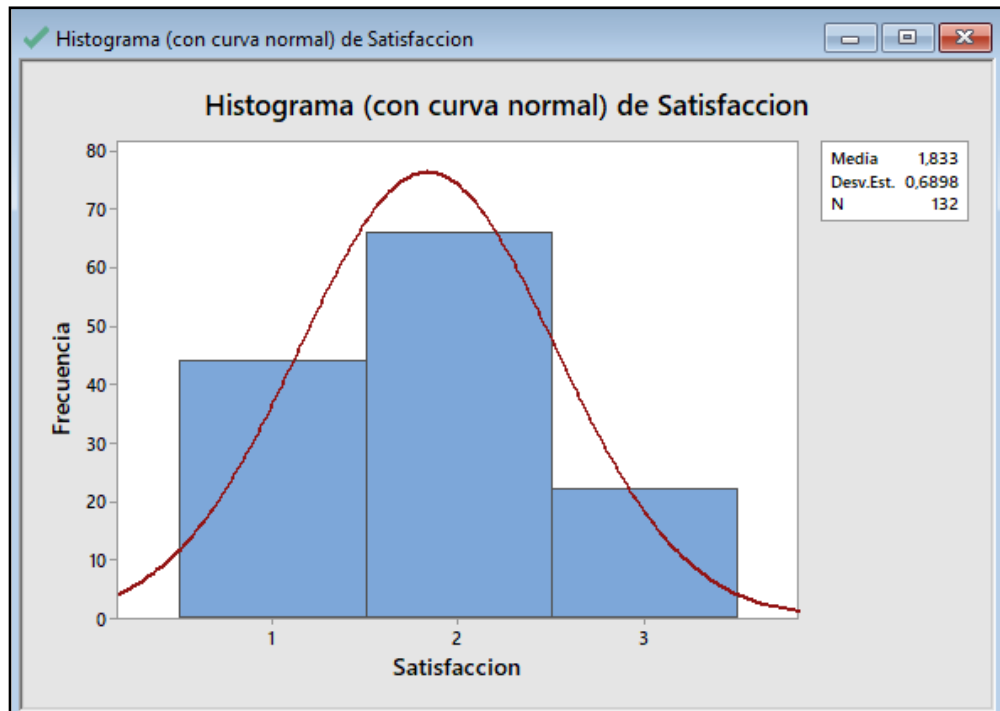 Histograma (con curva normal) de Satisfaccion
Histograma (con curva normal) de Satisfaccion
Media 1,833
Desv.Est. 0,6898
N 132
80
70
60
50
40
30
20
10
0
Frecuencia
1 2 3
Satisfaccion